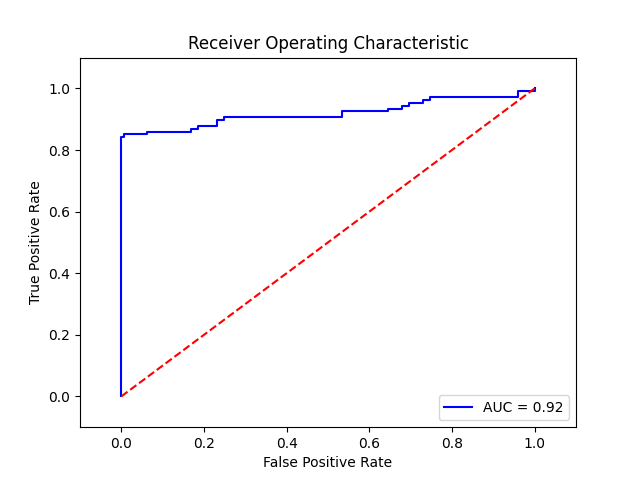 Receiver Operating Characteristic
True Positive Rate
1.0
0.8
0.6
0.4
0.2
0.0
AUC = 0.92
0.0 0.2 0.4 0.6 0.8 1.0
False Positive Rate